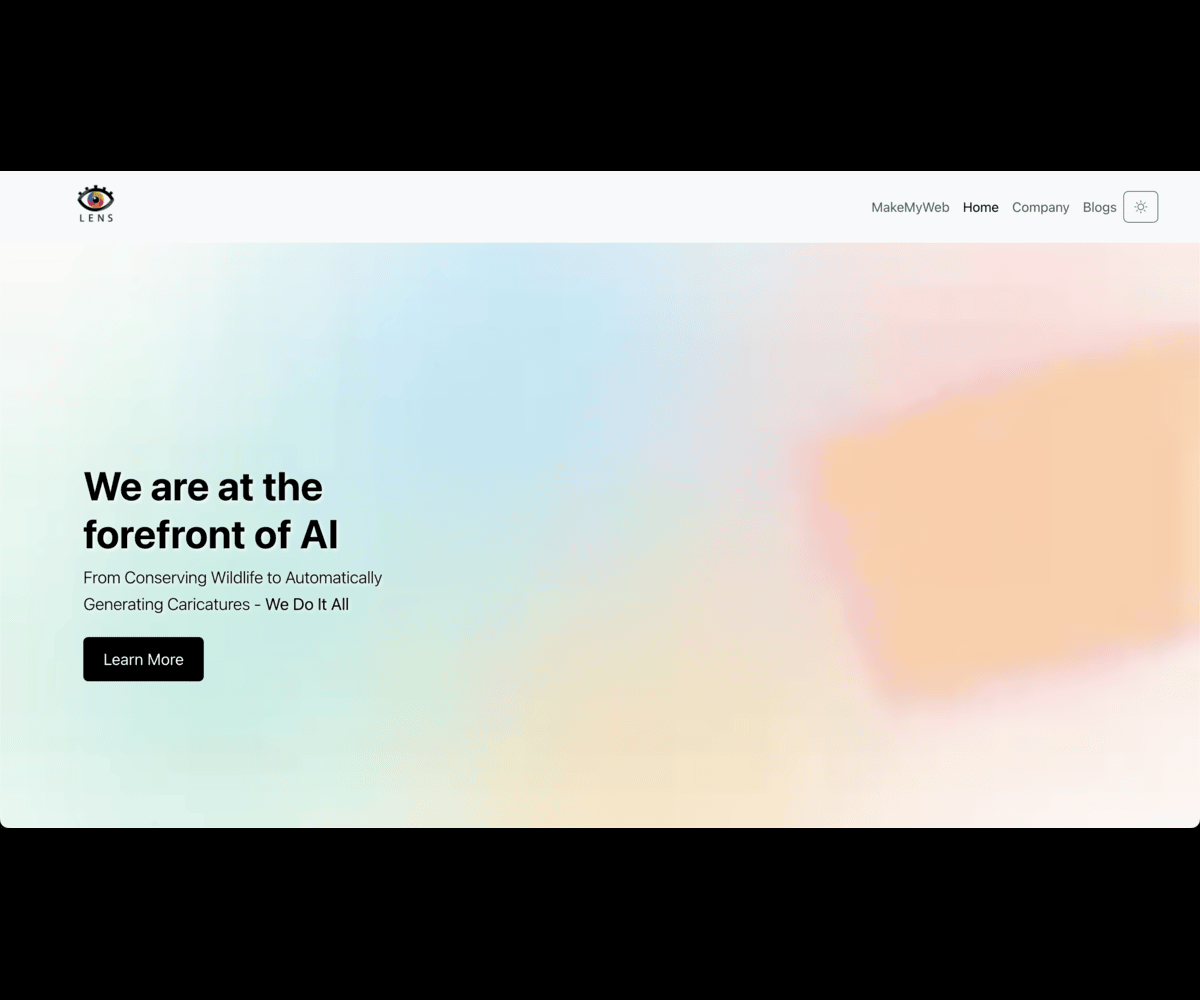 LENS
MakeMyWeb Home Company Blogs
We are at the
forefront of AI
From Conserving Wildlife to Automatically
Generating Caricatures - We Do It All
Learn More